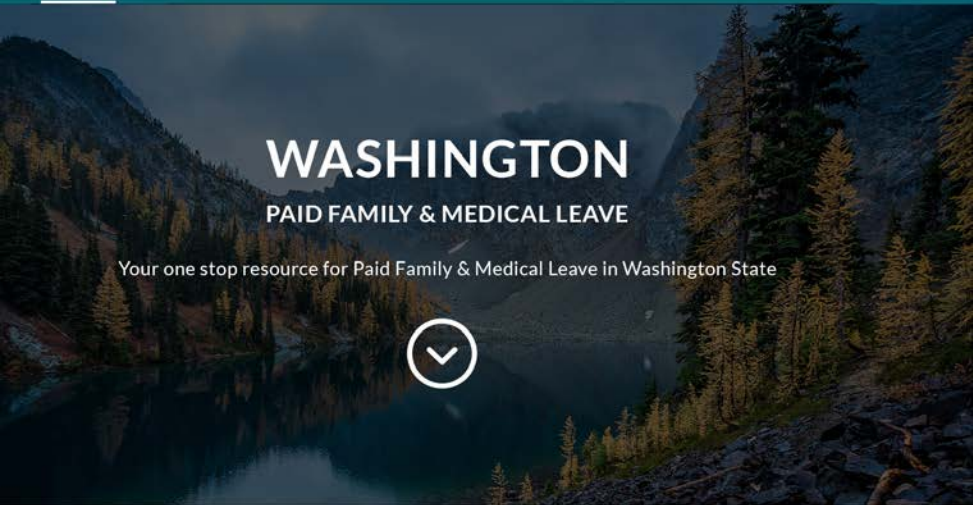 WASHINGTON
PAID FAMILY & MEDICAL LEAVE
Your one stop resource for Paid Family & Medical Leave in Washington State